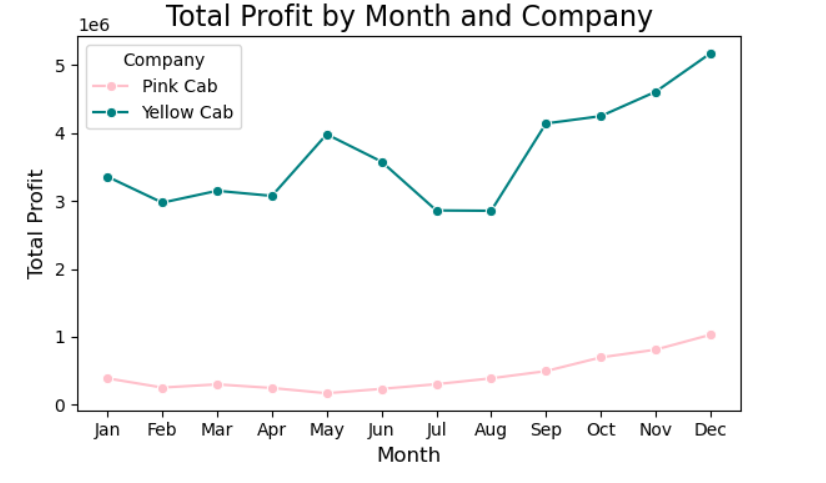 Total Profit by Month and Company
1e6
Company
Pink Cab
Yellow Cab
5
4
3
2
1
0
Total Profit
Jan Feb Mar Apr May Jun Jul Aug Sep Oct Nov Dec
Month